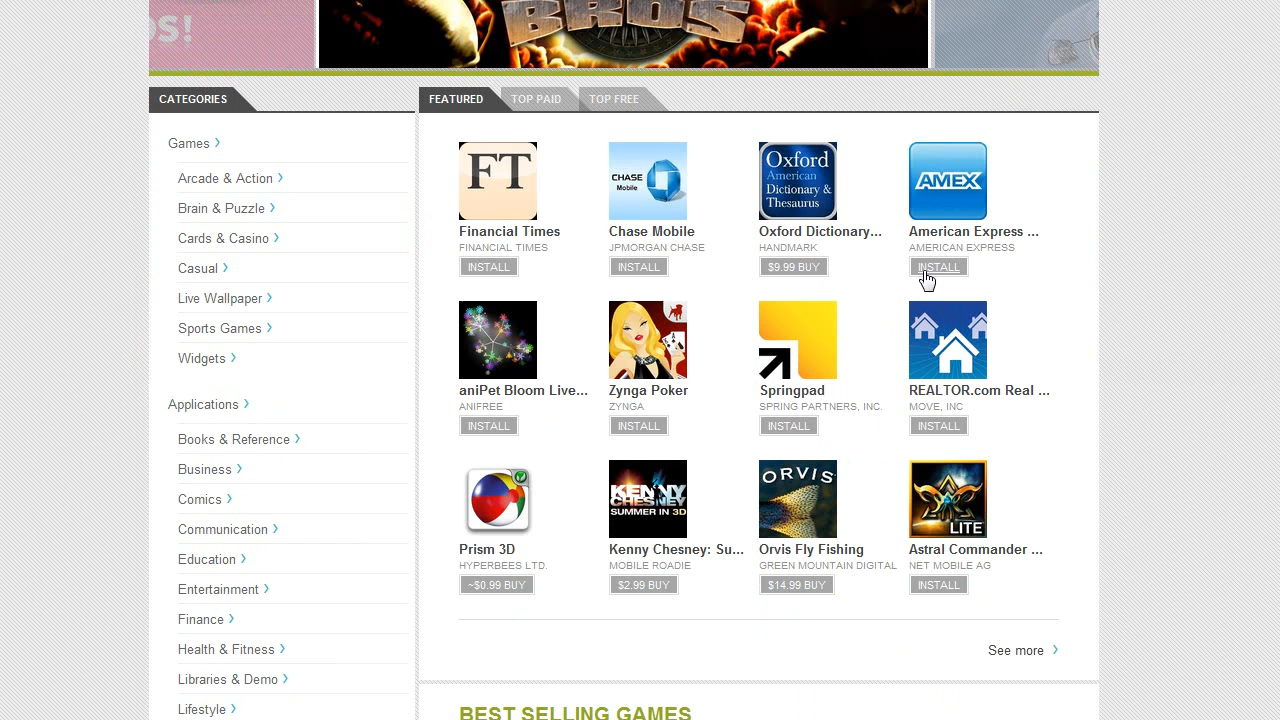 OS!
BROS
CATEGORIES
Games
Arcade & Action
Brain & Puzzle
Cards & Casino
Casual
Live Wallpaper
Sports Games
Widgets
Applications
Books & Reference
Business
Comics
Communication
Education
Entertainment
Finance
Health & Fitness
Libraries & Demo
Lifestyle
FEATURED TOP PAID TOP FREE
FT
CHASE
Mobile
Oxford
American
Dictionary &
Thesaurus
AMEX
Financial Times Chase Mobile Oxford Dictionary... American Express ...
FINANCIAL TIMES JPMORGAN CHASE HANDMARK AMERICAN EXPRESS
INSTALL INSTALL $9.99 BUY INSTALL
aniPet Bloom Live... Zynga Poker Springpad REALTOR.com Real ...
ANIFREE ZYNGA SPRING PARTNERS, INC. MOVE, INC
INSTALL INSTALL INSTALL INSTALL
KENNY
CHESNEY
SUMMER IN 3D
ORVIS
LITE
Prism 3D Kenny Chesney: Su... Orvis Fly Fishing Astral Commander ...
HYPERBEES LTD. MOBILE ROADIE GREEN MOUNTAIN DIGITAL NET MOBILE AG
~$0.99 BUY $2.99 BUY $14.99 BUY INSTALL
See more
BEST SELLING GAMES